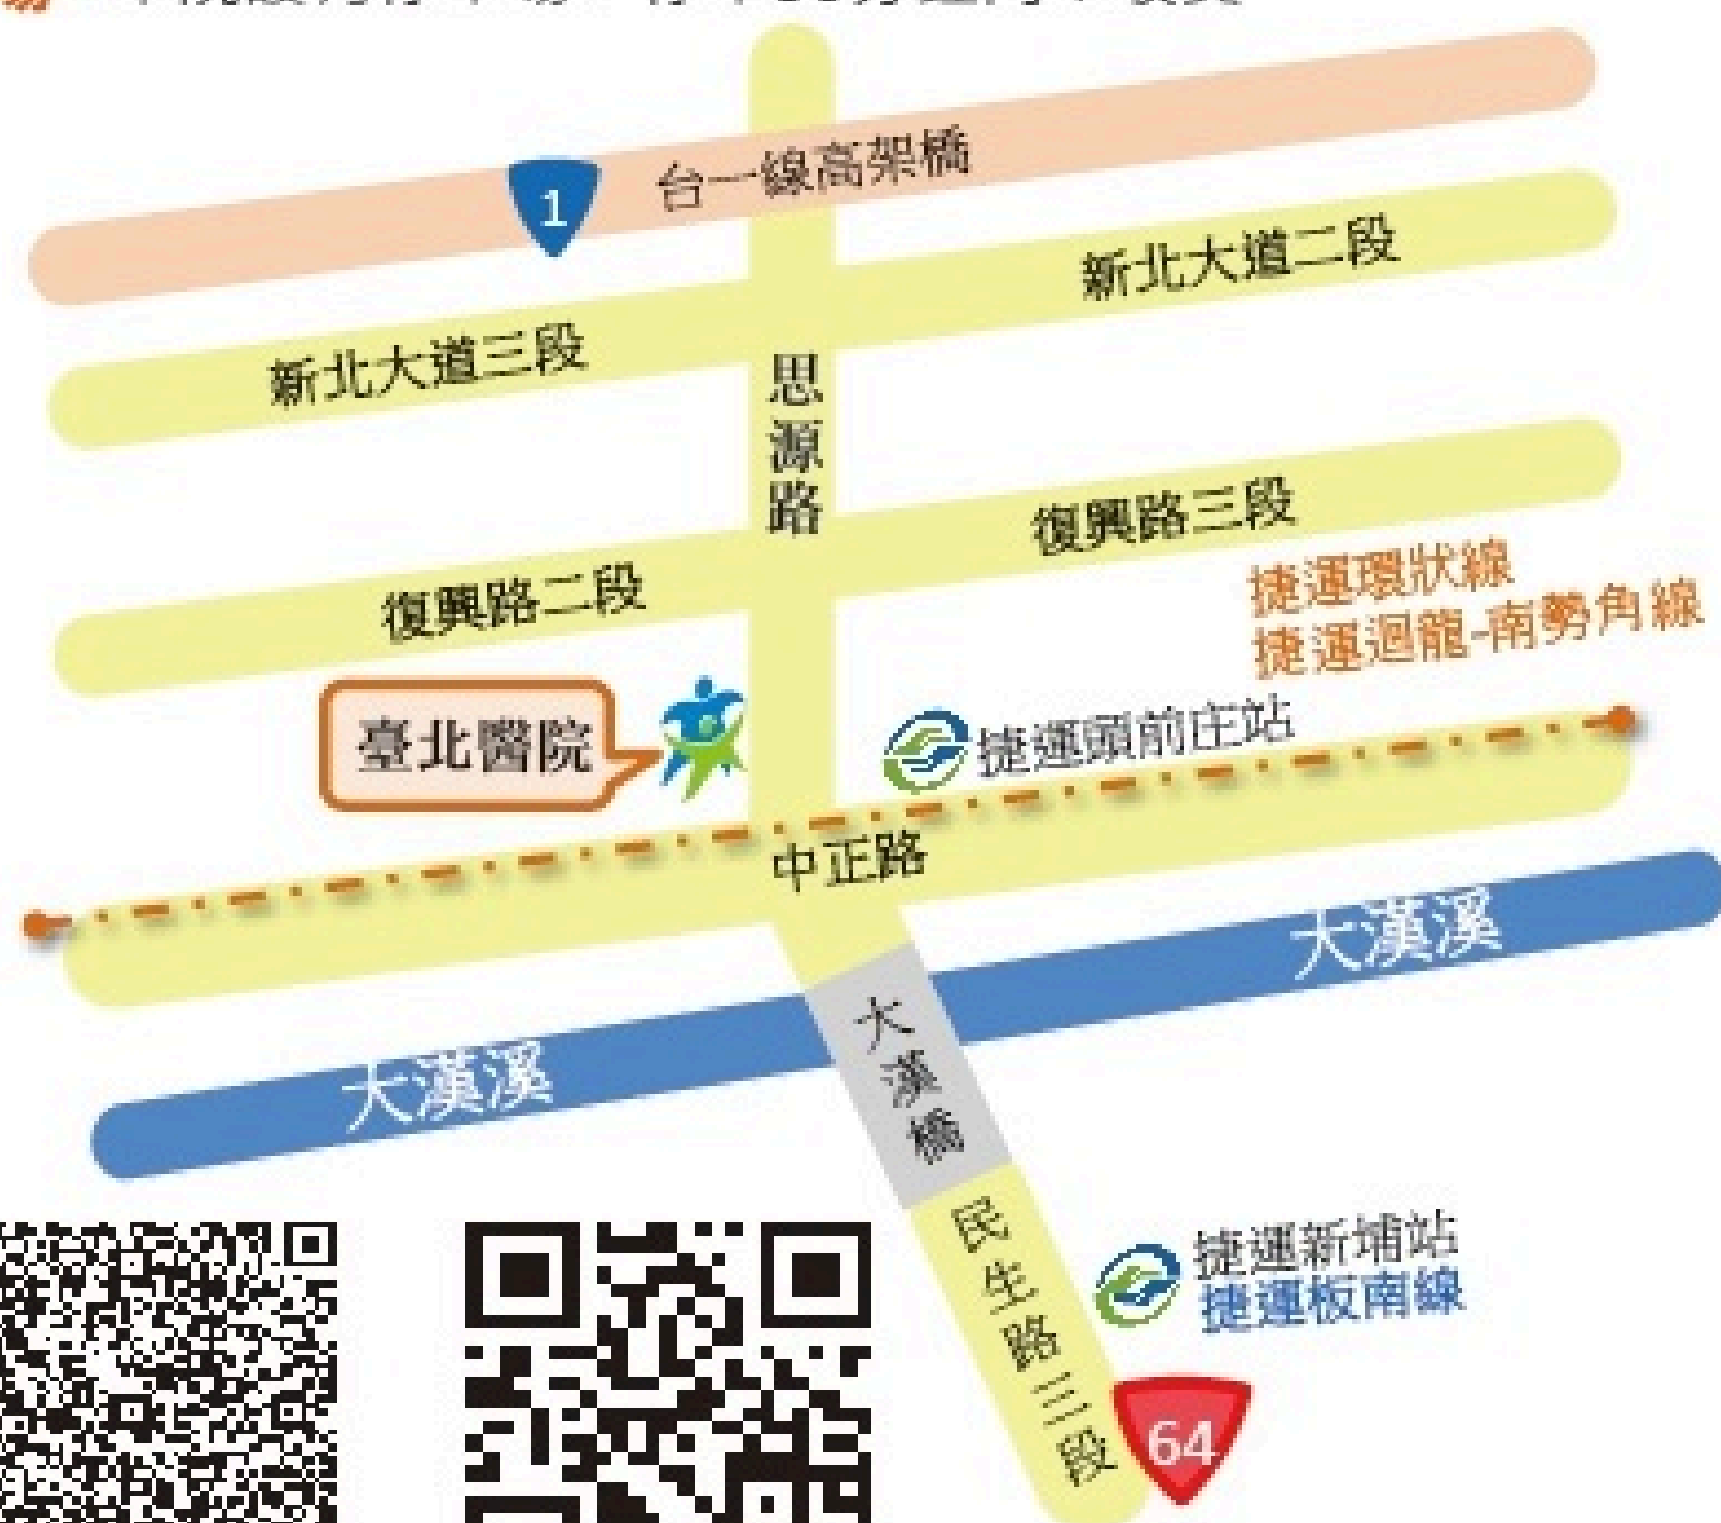 台一線高架橋
1
新北大道二段
新北大道三段
思源路
復興路三段
復興路二段
捷運環狀線
捷運迴龍-南勢角線
臺北醫院
捷運頭前庄站
中正路
大漢溪
大漢溪
大漢橋
民生路三段
捷運新埔站
捷運板南線
64